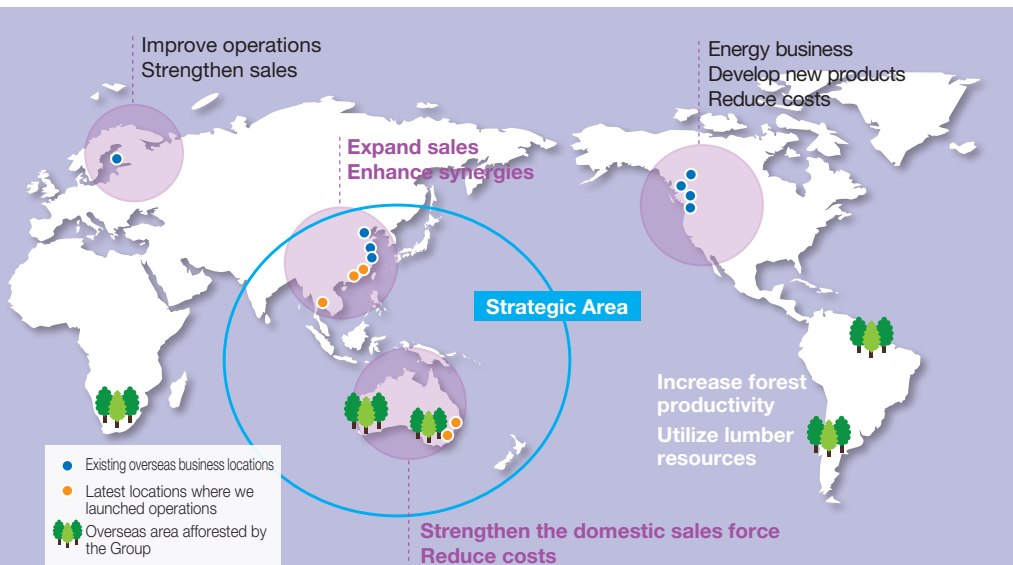 Improve operations
Strengthen sales
Energy business
Develop new products
Reduce costs
Expand sales
Enhance synergies
Strategic Area
Increase forest
productivity
Utilize lumber
resources
Existing overseas business locations
Latest locations where we
launched operations
Overseas area afforested by
the Group
Strengthen the domestic sales force
Reduce costs